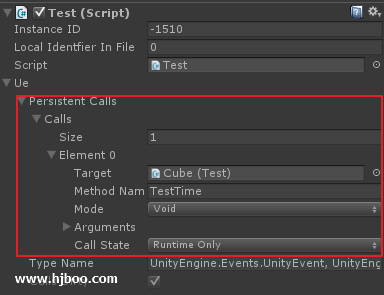 Test (Script)
Instance ID -1510
Local Identfier In File 0
Script Test
Ue
Persistent Calls
Calls
Size 1
Element 0
Target Cube (Test)
Method Nam TestTime
Mode Void
Arguments
Call State Runtime Only
Type Name UnityEngine.Events.UnityEvent, UnityEng
www.hjboo.com